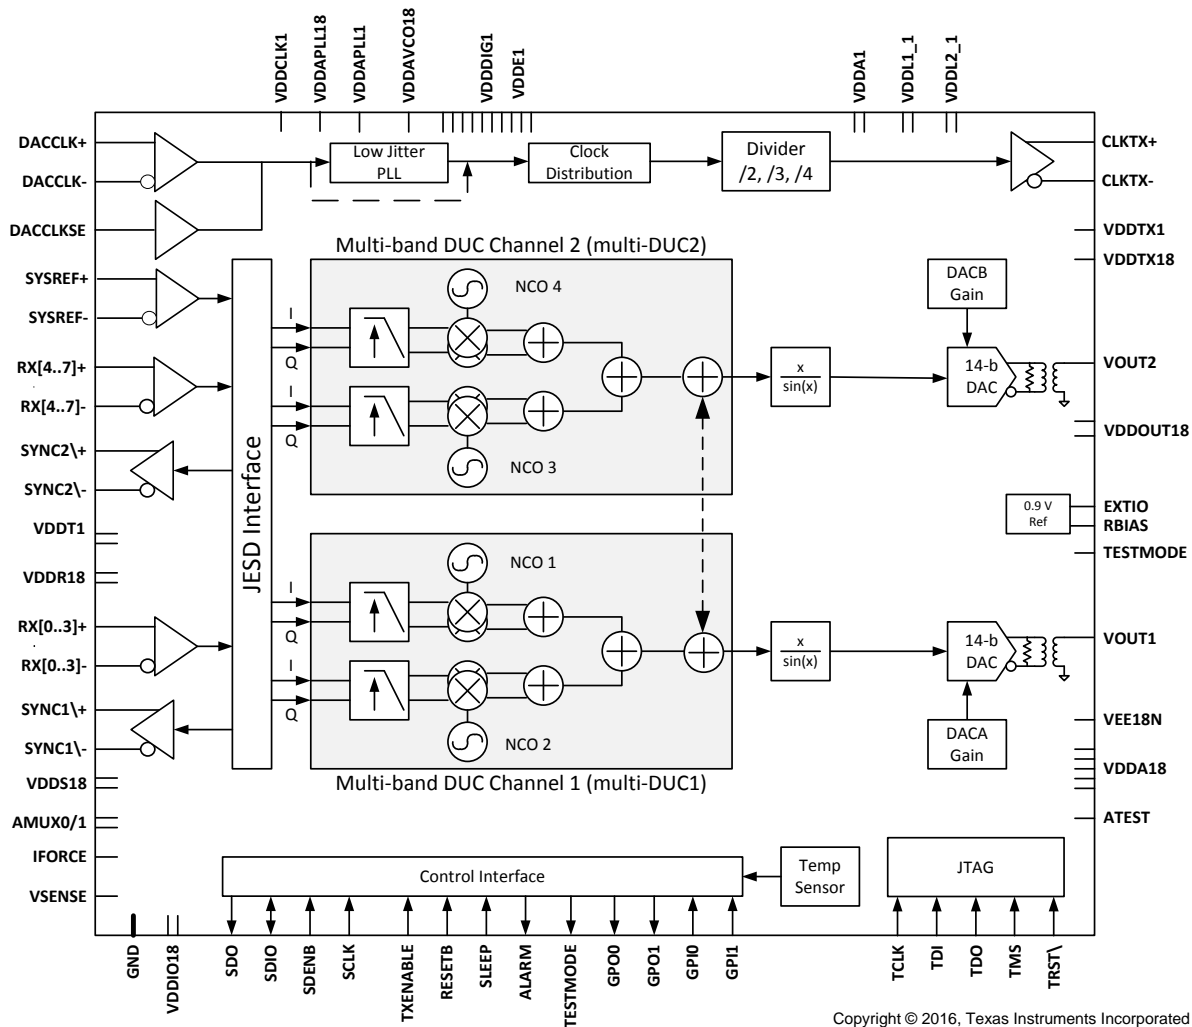 VDDCLK1
VDDAPLL18
VDDAPLL1
VDDAVCO18
VDDDIG1
VDDE1
VDDA1
VDDL1_1
VDDL2_1
DACCLK+
DACCLK-
DACCLKSE
SYSREF+
SYSREF-
RX[4..7]+
RX[4..7]-
SYNC2\+
SYNC2\-
VDDT1
VDDR18
RX[0..3]+
RX[0..3]-
SYNC1\+
SYNC1\-
VDDS18
AMUX0/1
IFORCE
VSENSE
Low Jitter
PLL
Clock
Distribution
Divider
/2, /3, /4
JESD Interface
Multi-band DUC Channel 2 (multi-DUC2)
NCO 4
I
Q
I
Q
NCO 3
x
sin(x)
DACB
Gain
14-b
DAC
NCO 1
I
Q
I
Q
NCO 2
Multi-band DUC Channel 1 (multi-DUC1)
x
sin(x)
14-b
DAC
DACA
Gain
0.9 V
Ref
CLKTX+
CLKTX-
VDDTX1
VDDTX18
VOUT2
VDDOUT18
EXTIO
RBIAS
TESTMODE
VOUT1
VEE18N
VDDA18
ATEST
Control Interface
Temp
Sensor
JTAG
GND
VDDIO18
SDO
SDIO
SDENB
SCLK
TXENABLE
RESETB
SLEEP
ALARM
TESTMODE
GPO0
GPO1
GPI0
GPI1
TCLK
TDI
TDO
TMS
TRST\
Copyright © 2016, Texas Instruments Incorporated